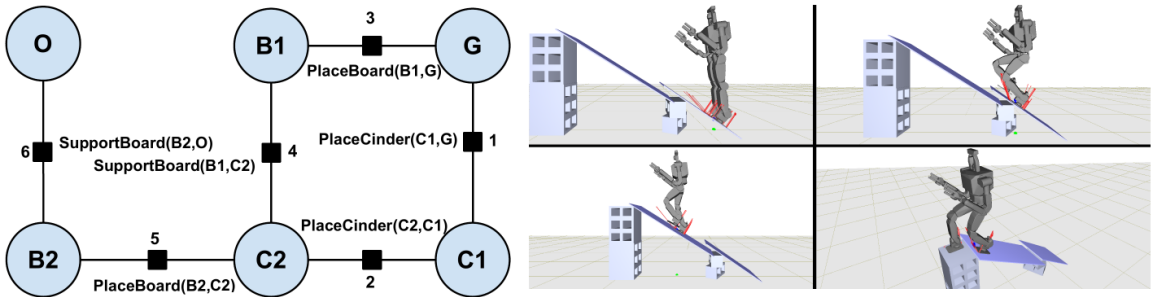 3
O
B1
G
PlaceBoard(B1,G)
PlaceCinder(C1,G)
1
SupportBoard(B2,O)
6
SupportBoard(B1,C2)
4
PlaceCinder(C2,C1)
5
B2
C2
C1
PlaceBoard(B2,C2)
2